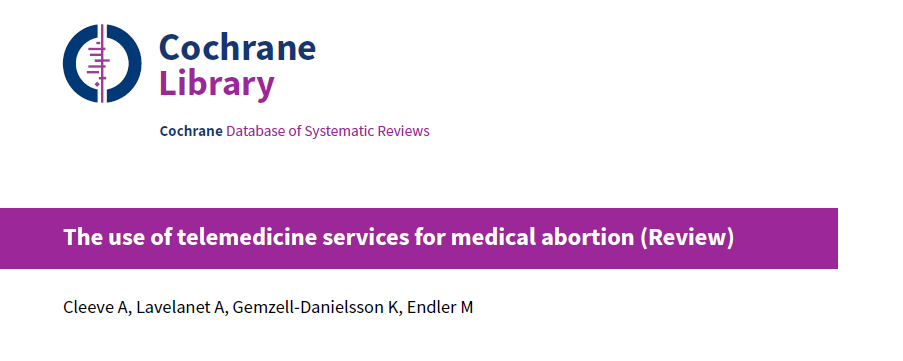 Cochrane
Library
Cochrane Database of Systematic Reviews
The use of telemedicine services for medical abortion (Review)
Cleeve A, Lavelanet A, Gemzell-Danielsson K, Endler M